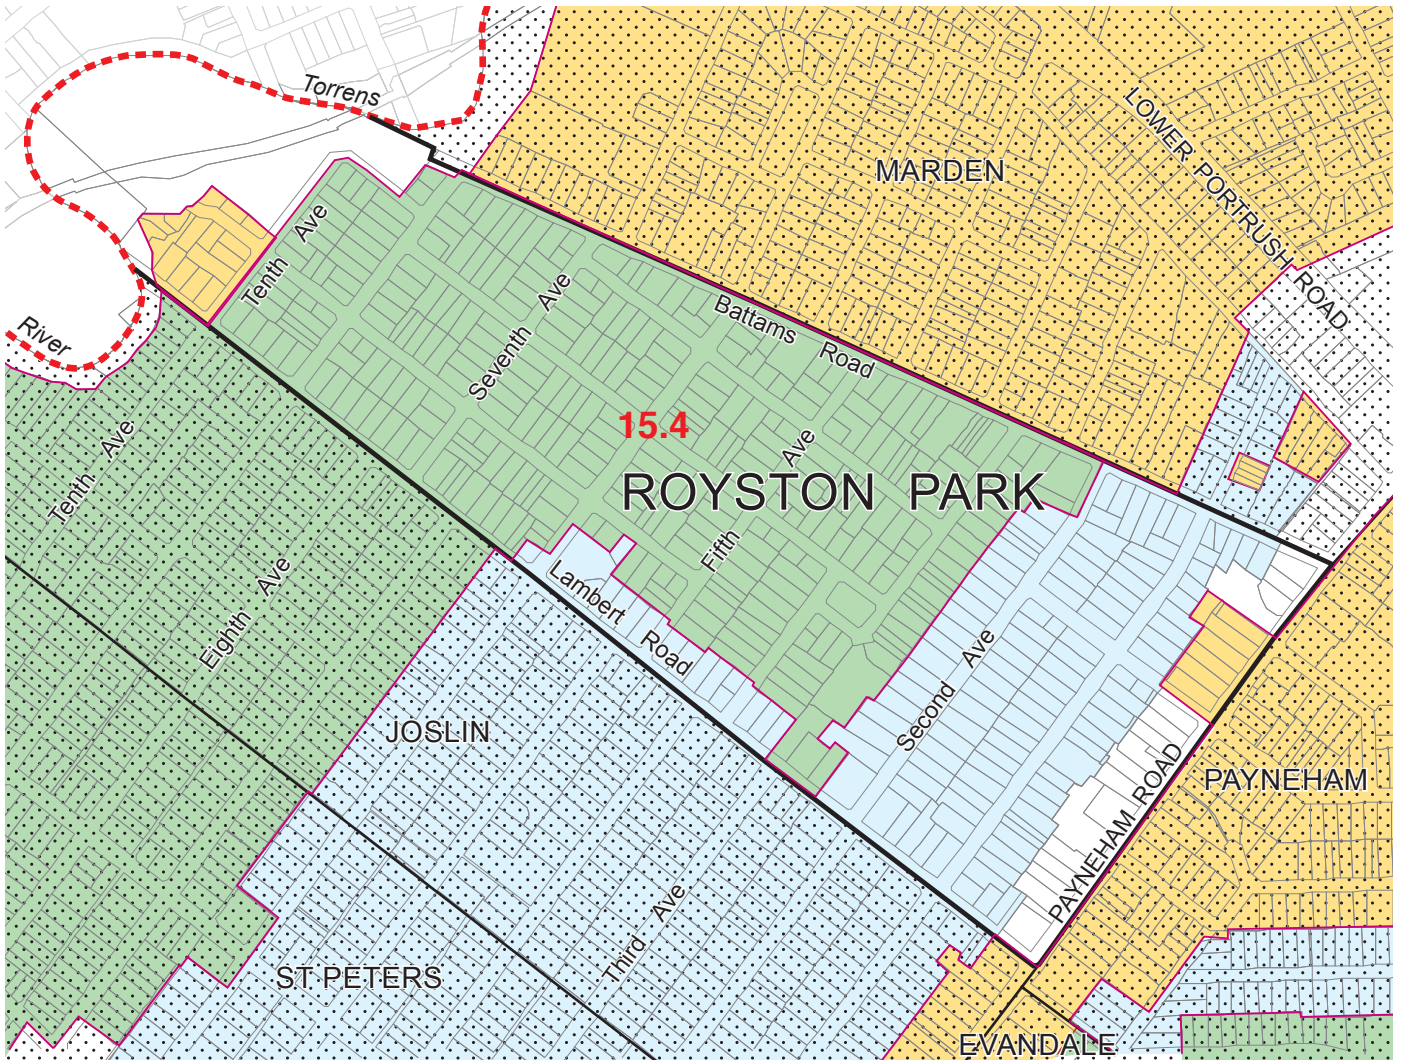 Torrens
LOWER PORTRUSH ROAD
MARDEN
Tenth Ave
River
Seventh Ave
Battams Road
15.4
ROYSTON PARK
Tenth Ave
Fifth Ave
Eighth Ave
Lambert Road
Second Ave
JOSLIN
PAYNEHAM
PAYNEHAM ROAD
Third Ave
ST PETERS
EVANDALE